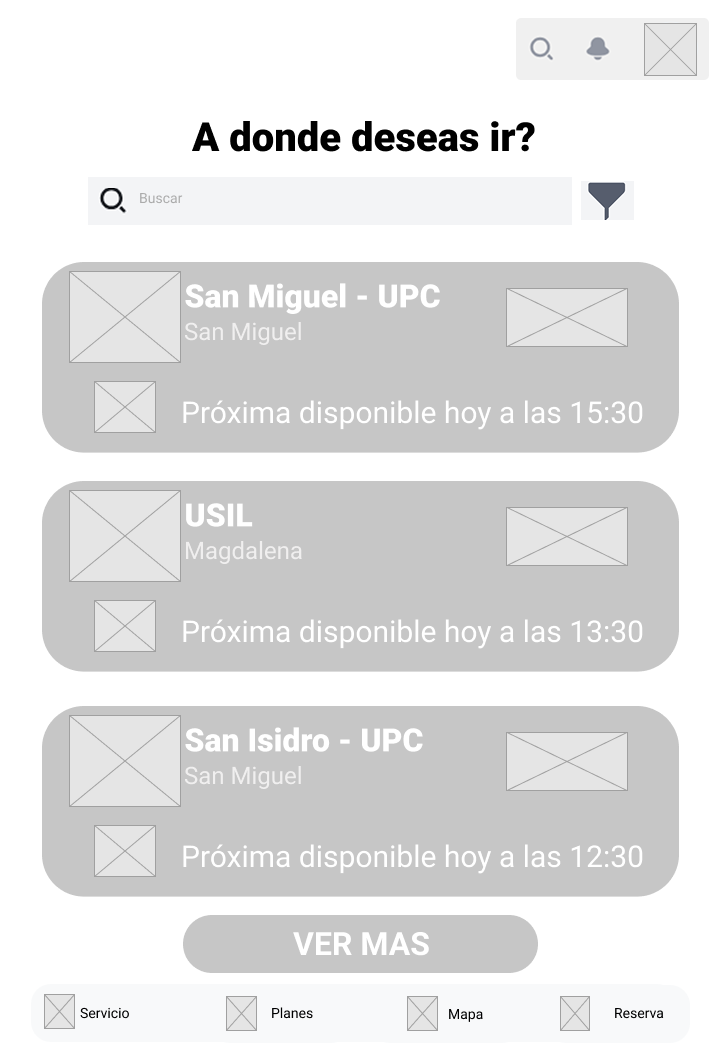 A donde deseas ir?
Buscar
San Miguel - UPC
San Miguel
Próxima disponible hoy a las 15:30
USIL
Magdalena
Próxima disponible hoy a las 13:30
San Isidro - UPC
San Miguel
Próxima disponible hoy a las 12:30
VER MAS
Servicio Planes Mapa Reserva